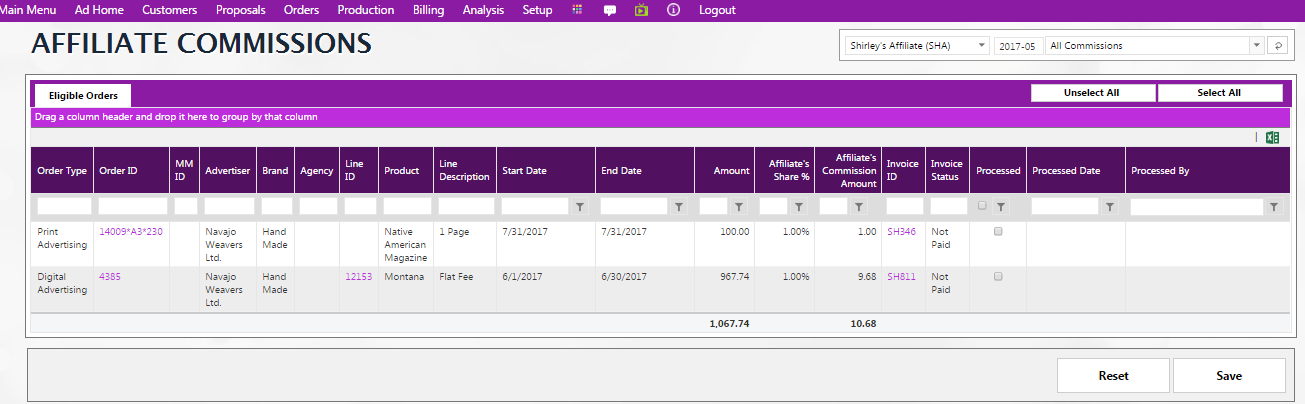 Main Menu Ad Home Customers Proposals Orders Production Billing Analysis Setup Logout
AFFILIATE COMMISSIONS
Shirley's Affiliate (SHA) 2017-05 All Commissions
Eligible Orders Unselect All Select All
Drag a column header and drop it here to group by that column
Order Type Order ID MM ID Advertiser Brand Agency Line ID Product Line Description Start Date End Date Amount Affiliate's Share % Affiliate's Commission Amount Invoice ID Invoice Status Processed Processed Date Processed By
Print Advertising 14009*A3*230 Navajo Weavers Ltd. Hand Made Native American Magazine 1 Page 7/31/2017 7/31/2017 100.00 1.00% 1.00 SH346 Not Paid
Digital Advertising 4385 Navajo Weavers Ltd. Hand Made 12153 Montana Flat Fee 6/1/2017 6/30/2017 967.74 1.00% 9.68 SH811 Not Paid
1,067.74 10.68
Reset Save